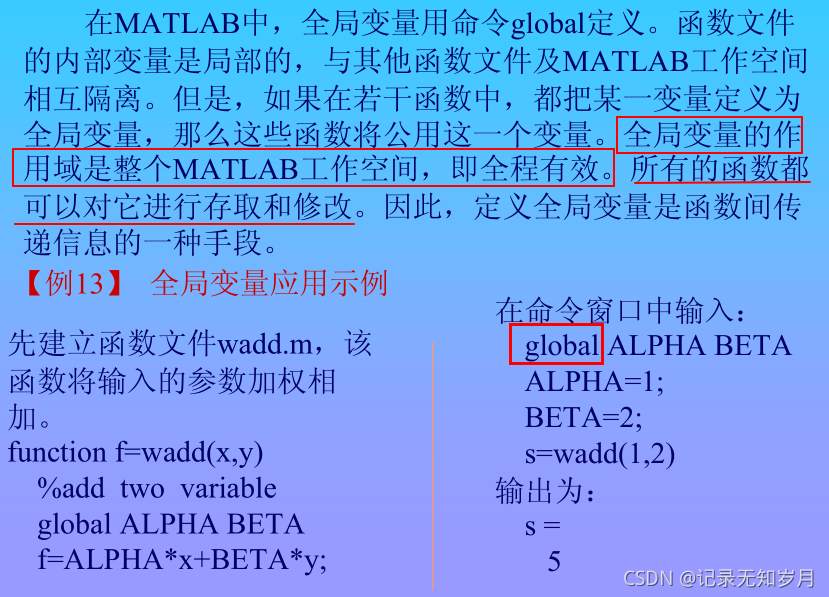 在MATLAB中，全局变量用命令global定义。函数文件
的内部变量是局部的，与其他函数文件及MATLAB工作空间
相互隔离。但是，如果在若干函数中，都把某一变量定义为
全局变量，那么这些函数将公用这一个变量。全局变量的作
用域是整个MATLAB工作空间，即全程有效。所有的函数都
可以对它进行存取和修改。因此，定义全局变量是函数间传
递信息的一种手段。
【例13】 全局变量应用示例
先建立函数文件wadd.m，该
函数将输入的参数加权相
加。
function f=wadd(x,y)
%add two variable
global ALPHA BETA
f=ALPHA*x+BETA*y;
在命令窗口中输入：
global ALPHA BETA
ALPHA=1;
BETA=2;
s=wadd(1,2)
输出为：
s =
5
CSDN @记录无知岁月